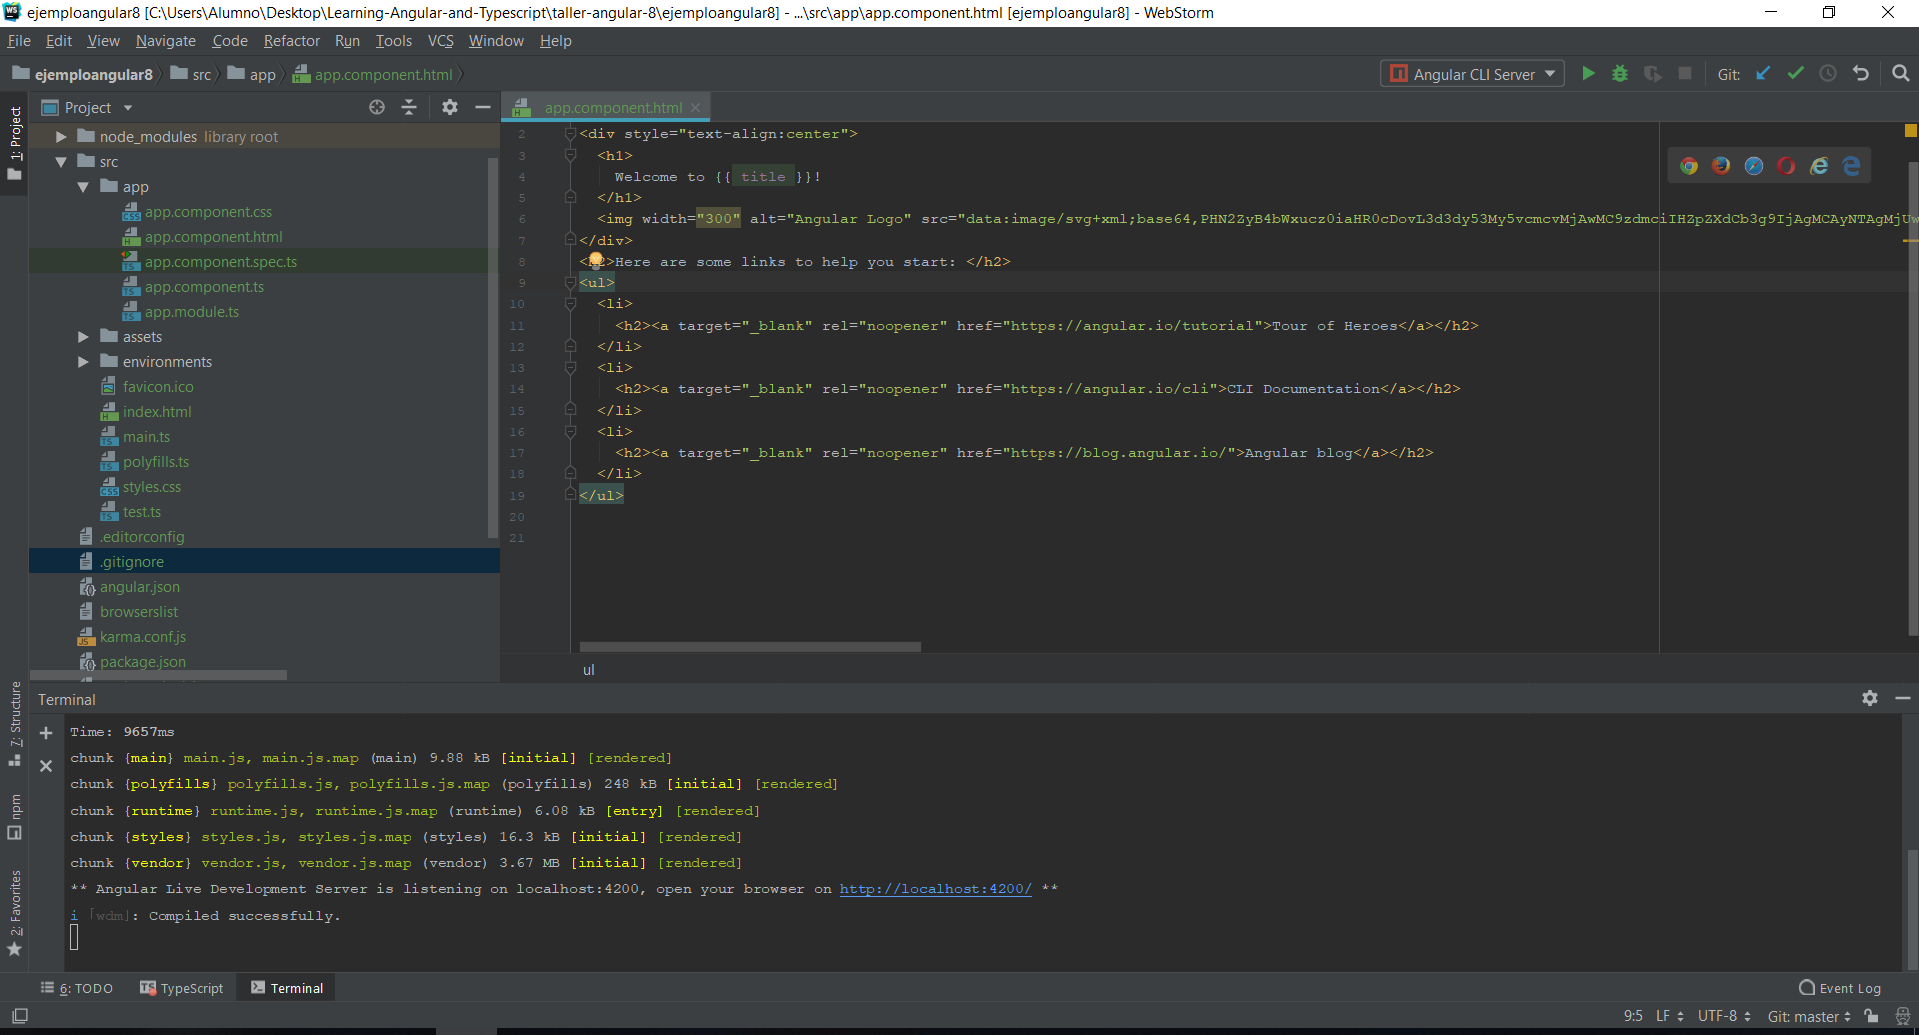 WS ejemploangular8 [C:\Users\Alumno\Desktop\Learning-Angular-and-Typescript\taller-angular-8\ejemploangular8] - ...\src\app\app.component.html [ejemploangular8] - WebStorm
File Edit View Navigate Code Refactor Run Tools VCS Window Help
ejemploangular8 src app app.component.html Angular CLI Server Git:
1: Project
Project
node_modules library root
src
app
app.component.css
app.component.html
app.component.spec.ts
app.component.ts
app.module.ts
assets
environments
favicon.ico
index.html
main.ts
polyfills.ts
styles.css
test.ts
.editorconfig
.gitignore
angular.json
browserslist
karma.conf.js
package.json
app.component.html
2 <div style="text-align:center">
3 <h1>
4 Welcome to {{ title }}!
5 </h1>
6 <img width="300" alt="Angular Logo" src="data:image/svg+xml;base64,PHN2ZyB4bWxucz0iaHR0cDovL3d3dy53My5vcmcvMjAwMC9zdmciIHZpZXdCb3g9IjAgMCAyNTAgMjUw
7 </div>
8 <h2>Here are some links to help you start: </h2>
9 <ul>
10 <li>
11 <h2><a target="_blank" rel="noopener" href="https://angular.io/tutorial">Tour of Heroes</a></h2>
12 </li>
13 <li>
14 <h2><a target="_blank" rel="noopener" href="https://angular.io/cli">CLI Documentation</a></h2>
15 </li>
16 <li>
17 <h2><a target="_blank" rel="noopener" href="https://blog.angular.io/">Angular blog</a></h2>
18 </li>
19 </ul>
20
21
ul
7: Structure
npm
2: Favorites
Terminal
Time: 9657ms
chunk {main} main.js, main.js.map (main) 9.88 kB [initial] [rendered]
chunk {polyfills} polyfills.js, polyfills.js.map (polyfills) 248 kB [initial] [rendered]
chunk {runtime} runtime.js, runtime.js.map (runtime) 6.08 kB [entry] [rendered]
chunk {styles} styles.js, styles.js.map (styles) 16.3 kB [initial] [rendered]
chunk {vendor} vendor.js, vendor.js.map (vendor) 3.67 MB [initial] [rendered]
** Angular Live Development Server is listening on localhost:4200, open your browser on http://localhost:4200/ **
i ｢wdm｣: Compiled successfully.
6: TODO TypeScript Terminal Event Log
9:5 LF UTF-8 Git: master